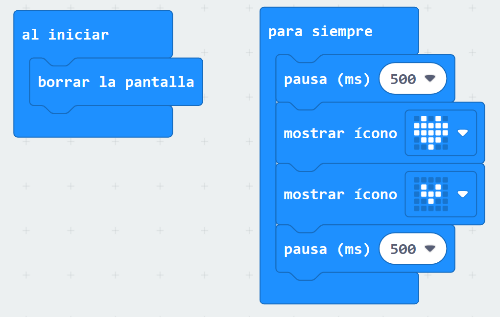 al iniciar
borrar la pantalla
para siempre
pausa (ms) 500
mostrar ícono
mostrar ícono
pausa (ms) 500